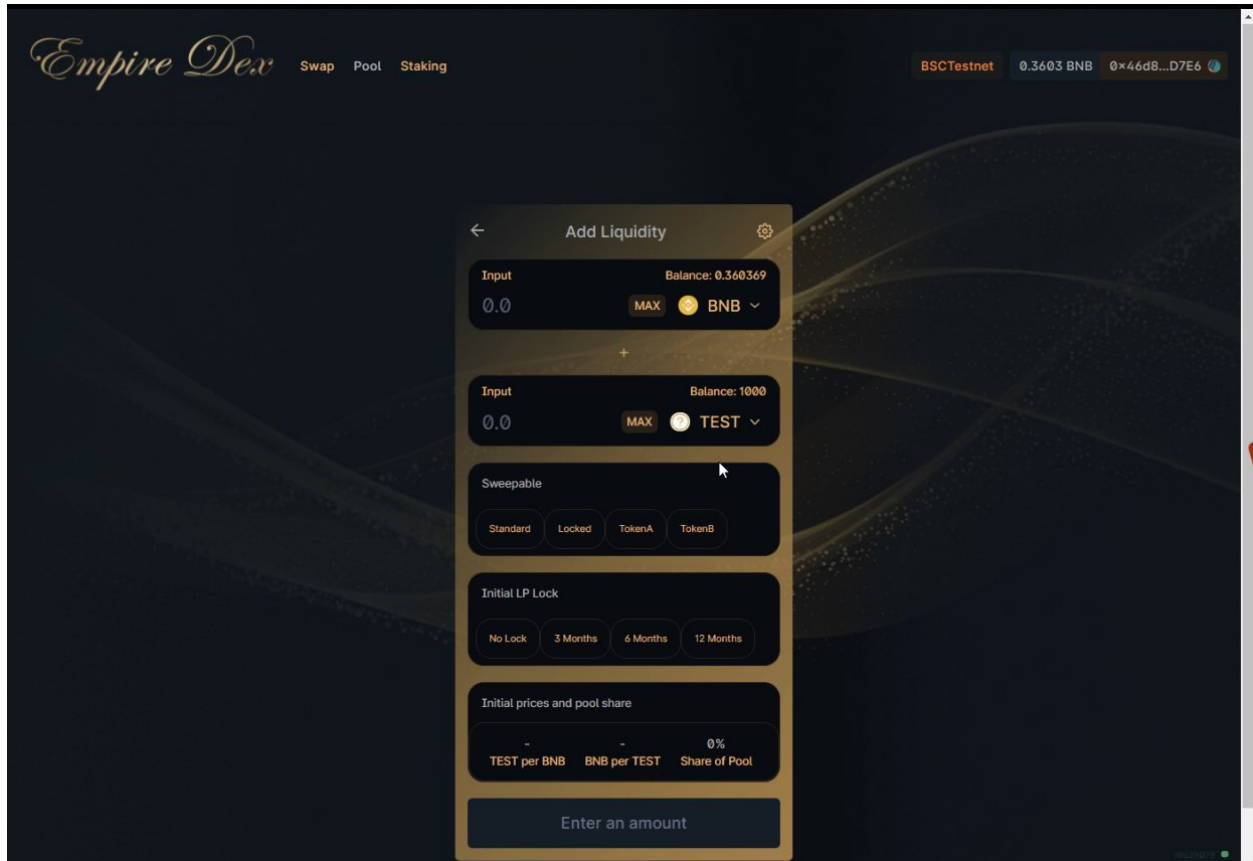 Empire Dex Swap Pool Staking BSCTestnet 0.3603 BNB 0×46d8...D7E6
Add Liquidity
Input Balance: 0.360369
0.0 MAX BNB
+
Input Balance: 1000
0.0 MAX ? TEST
Sweepable
Standard Locked TokenA TokenB
Initial LP Lock
No Lock 3 Months 6 Months 12 Months
Initial prices and pool share
- - 0%
TEST per BNB BNB per TEST Share of Pool
Enter an amount